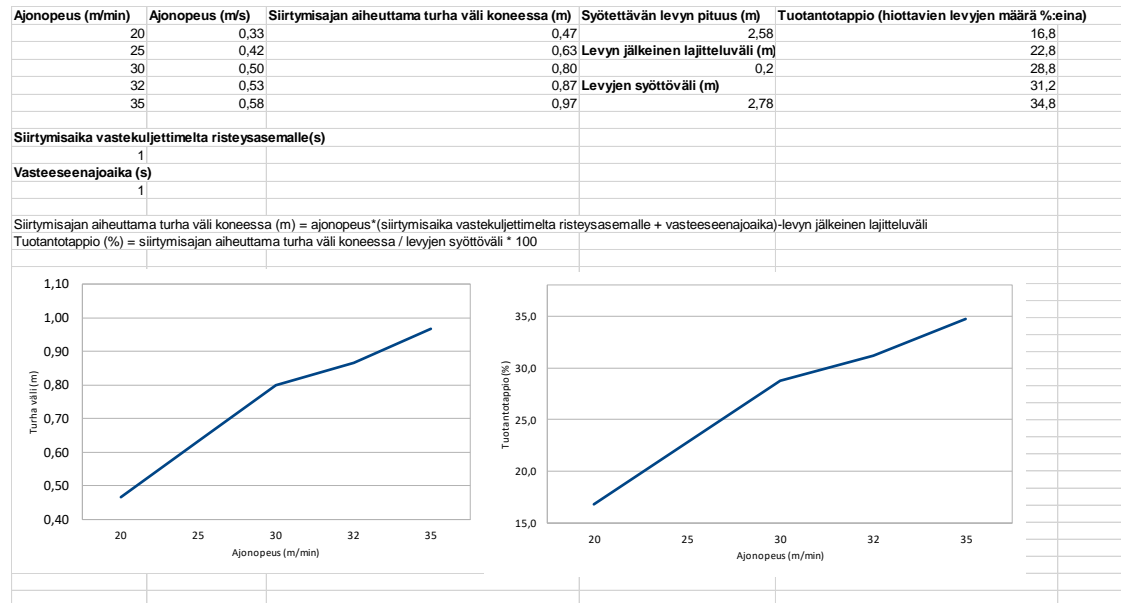 Ajonopeus (m/min) Ajonopeus (m/s) Siirtymisajan aiheuttama turha väli koneessa (m) Syötettävän levyn pituus (m) Tuotantotappio (hiottavien levyjen määrä %:eina)
20 0,33 0,47 2,58 16,8
25 0,42 0,63 Levyn jälkeinen lajitteluväli (m) 22,8
30 0,50 0,80 0,2 28,8
32 0,53 0,87 Levyjen syöttöväli (m) 31,2
35 0,58 0,97 2,78 34,8
Siirtymisaika vastekuljettimelta risteysasemalle(s)
1
Vasteeseenajoaika (s)
1
Siirtymisajan aiheuttama turha väli koneessa (m) = ajonopeus*(siirtymisaika vastekuljettimelta risteysasemalle + vasteeseenajoaika)-levyn jälkeinen lajitteluväli
Tuotantotappio (%) = siirtymisajan aiheuttama turha väli koneessa / levyjen syöttöväli * 100
1,10
1,00
0,90
0,80
0,70
0,60
0,50
0,40
Turha väli (m)
20 25 30 32 35
Ajonopeus (m/min)
35,0
30,0
25,0
20,0
15,0
Tuotantotappio (%)
20 25 30 32 35
Ajonopeus (m/min)